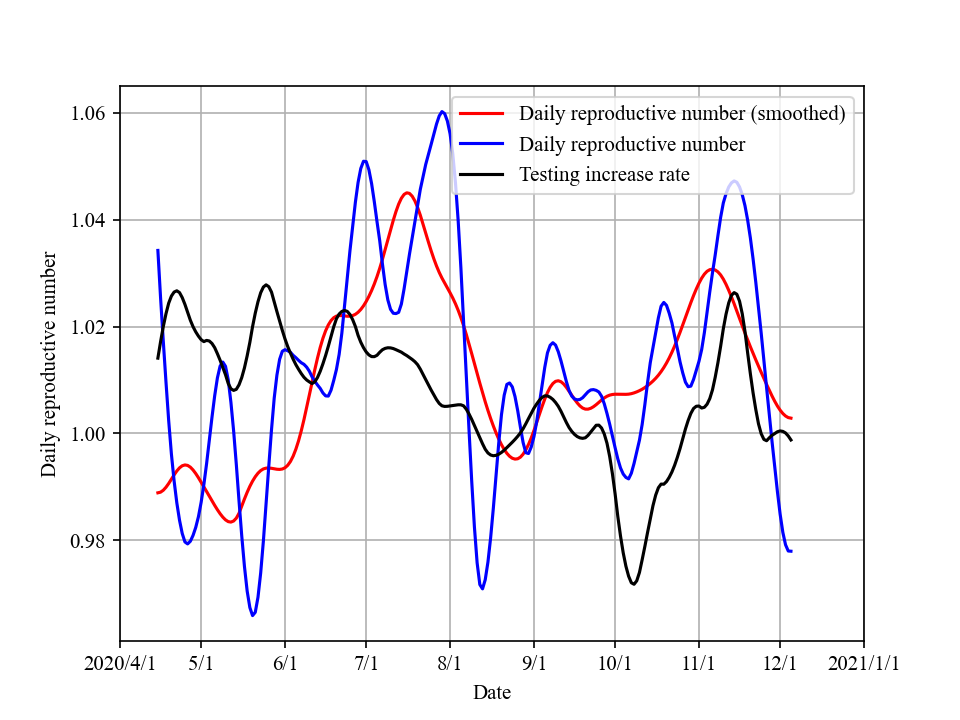 Daily reproductive number (smoothed)
Daily reproductive number
Testing increase rate
Daily reproductive number
1.06
1.04
1.02
1.00
0.98
2020/4/1 5/1 6/1 7/1 8/1 9/1 10/1 11/1 12/1 2021/1/1
Date